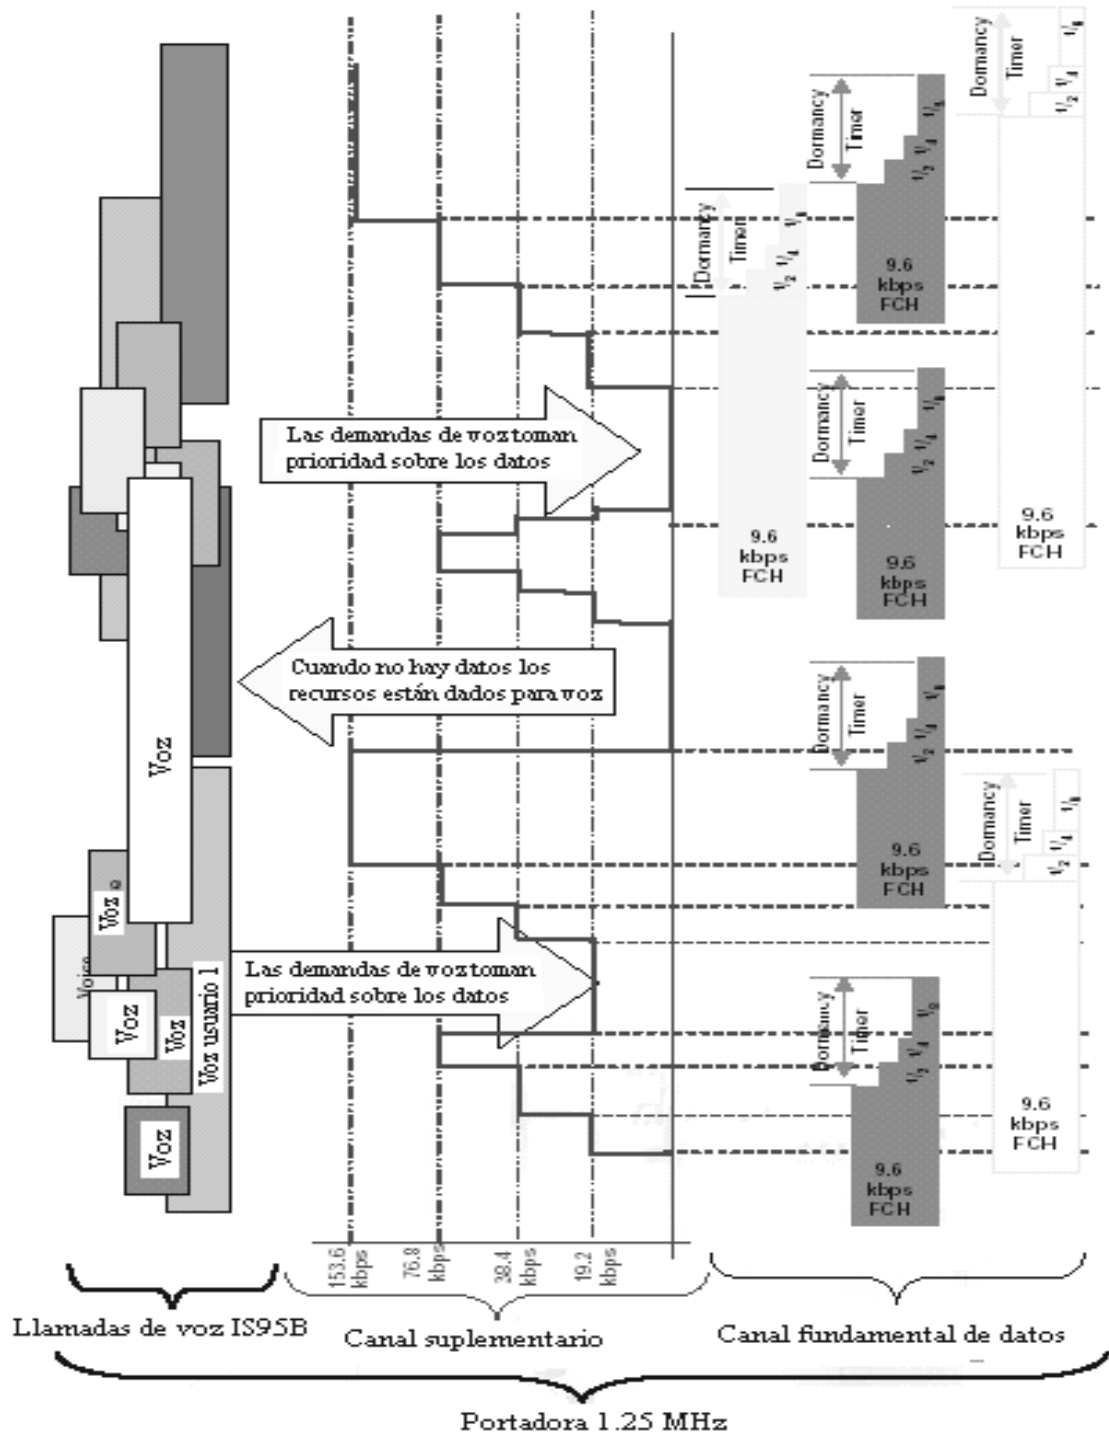 Dormancy
Timer
1/2
1/4
1/8
Dormancy
Timer
1/2
1/4
1/8
Dormancy
Timer
1/2
1/4
1/8
9.6
kbps
FCH
Las demandas de voz toman
prioridad sobre los datos
Dormancy
Timer
1/2
1/4
1/8
9.6
kbps
FCH
9.6
kbps
FCH
9.6
kbps
FCH
Cuando no hay datos los
recursos están dados para voz
Voz
Dormancy
Timer
1/2
1/4
1/8
Dormancy
Timer
1/2
1/4
1/8
9.6
kbps
FCH
Voz
Las demandas de voz toman
prioridad sobre los datos
Voz
Voz
Voz usuario 1
Dormancy
Timer
1/2
1/4
1/8
9.6
kbps
FCH
Voz
9.6
kbps
FCH
153.6
kbps
76.8
kbps
38.4
kbps
19.2
kbps
Llamadas de voz IS95B
Canal suplementario
Canal fundamental de datos
Portadora 1.25 MHz